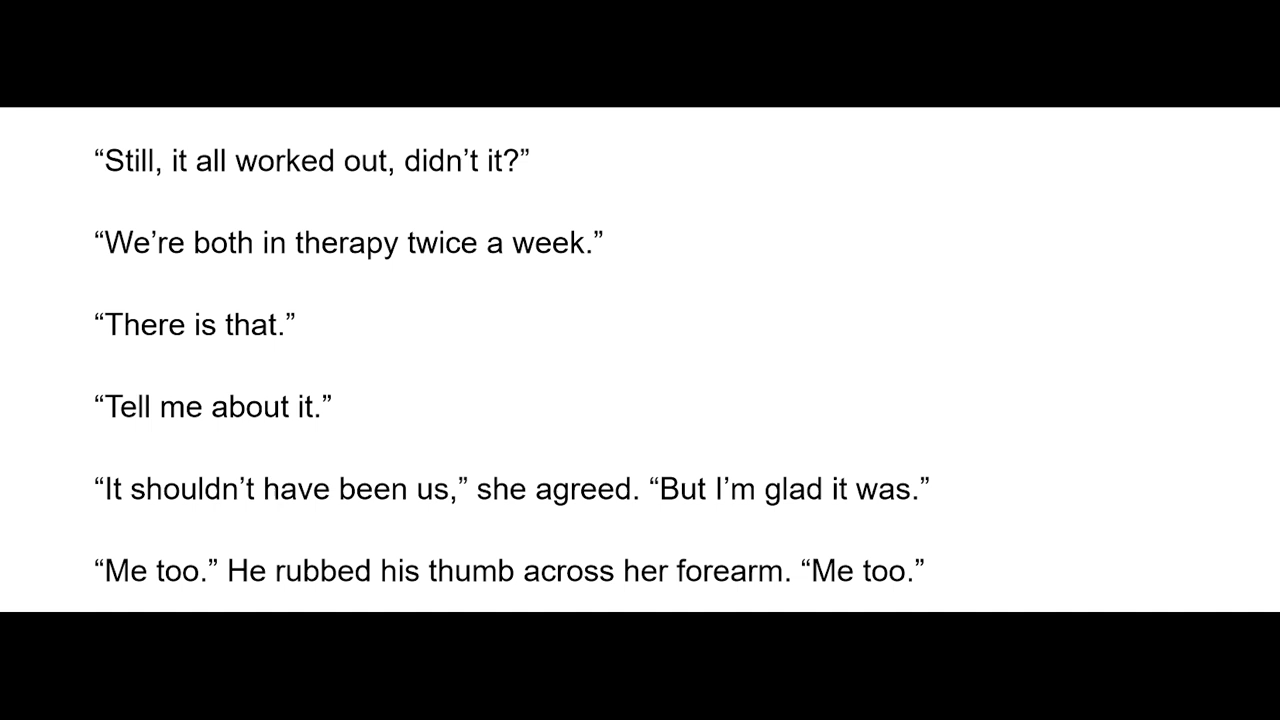 “Still, it all worked out, didn’t it?”
“We’re both in therapy twice a week.”
“There is that.”
“Tell me about it.”
“It shouldn’t have been us,” she agreed. “But I’m glad it was.”
“Me too.” He rubbed his thumb across her forearm. “Me too.”